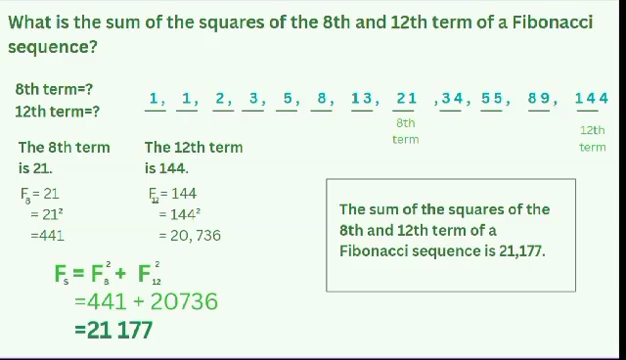 What is the sum of the squares of the 8th and 12th term of a Fibonacci
sequence?
8th term=?
12th term=?
1, 1, 2, 3, 5, 8, 13, 21 ,34, 55, 89, 144
8th
term
12th
term
The 8th term
is 21.
F₈ = 21
= 21²
=441
The 12th term
is 144.
F₁₂ = 144
= 144²
= 20, 736
Fₛ = F₈² + F₁₂²
=441 + 20736
=21 177
The sum of the squares of the
8th and 12th term of a
Fibonacci sequence is 21,177.